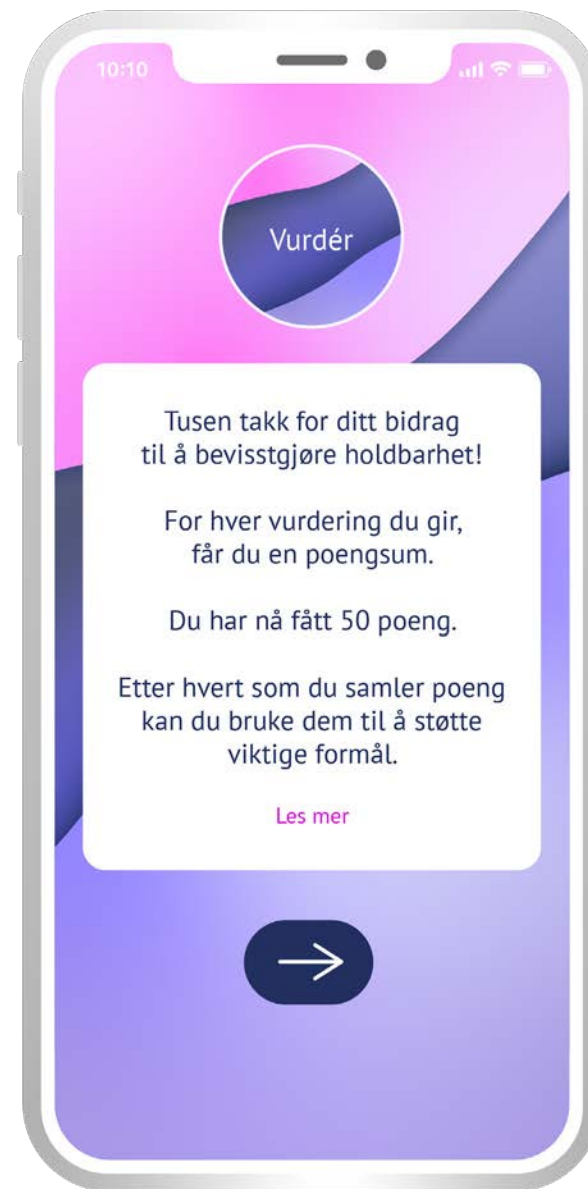 10:10
Vurdér
Tusen takk for ditt bidrag
til å bevisstgjøre holdbarhet!
For hver vurdering du gir,
får du en poengsum.
Du har nå fått 50 poeng.
Etter hvert som du samler poeng
kan du bruke dem til å støtte
viktige formål.
Les mer